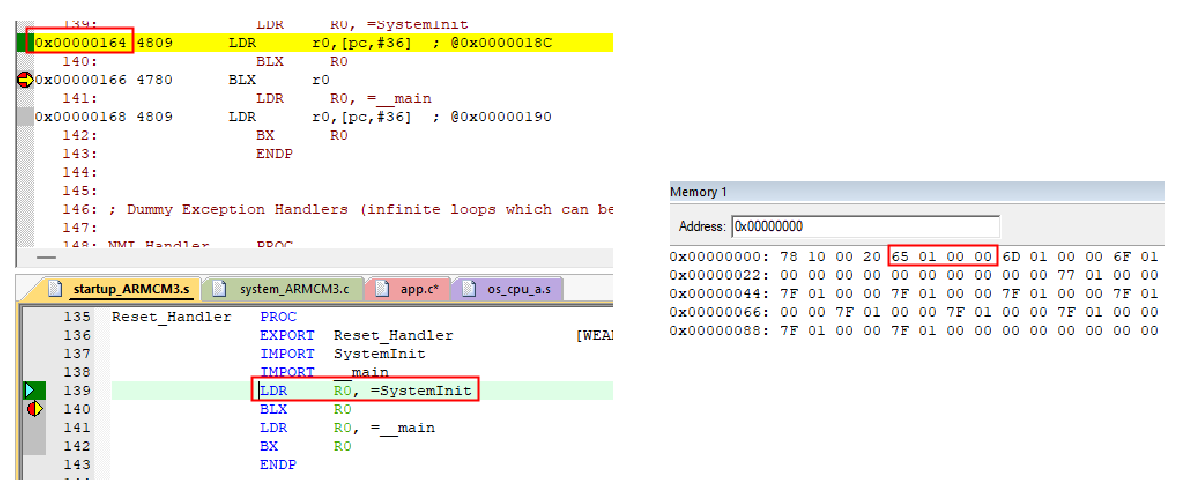 139:    LDR    R0, =SystemInit
0x00000164 4809    LDR    r0,[pc,#36]  ; @0x0000018C
140:    BLX    R0
0x00000166 4780    BLX    r0
141:    LDR    R0, =__main
0x00000168 4809    LDR    r0,[pc,#36]  ; @0x00000190
142:    BX    R0
143:    ENDP
144:
145:
146: ; Dummy Exception Handlers (infinite loops which can be
147:
148: NMI_Handler    PROC
startup_ARMCM3.s    system_ARMCM3.c    app.c*    os_cpu_a.s
135    Reset_Handler    PROC
136    EXPORT    Reset_Handler    [WEA
137    IMPORT    SystemInit
138    IMPORT    __main
139    LDR    R0, =SystemInit
140    BLX    R0
141    LDR    R0, =__main
142    BX    R0
143    ENDP
Memory 1
Address: 0x00000000
0x00000000: 78 10 00 20 65 01 00 00 6D 01 00 00 6F 01
0x00000022: 00 00 00 00 00 00 00 00 00 00 77 01 00 00
0x00000044: 7F 01 00 00 7F 01 00 00 7F 01 00 00 7F 01
0x00000066: 00 00 7F 01 00 00 7F 01 00 00 7F 01 00 00
0x00000088: 7F 01 00 00 7F 01 00 00 00 00 00 00 00 00